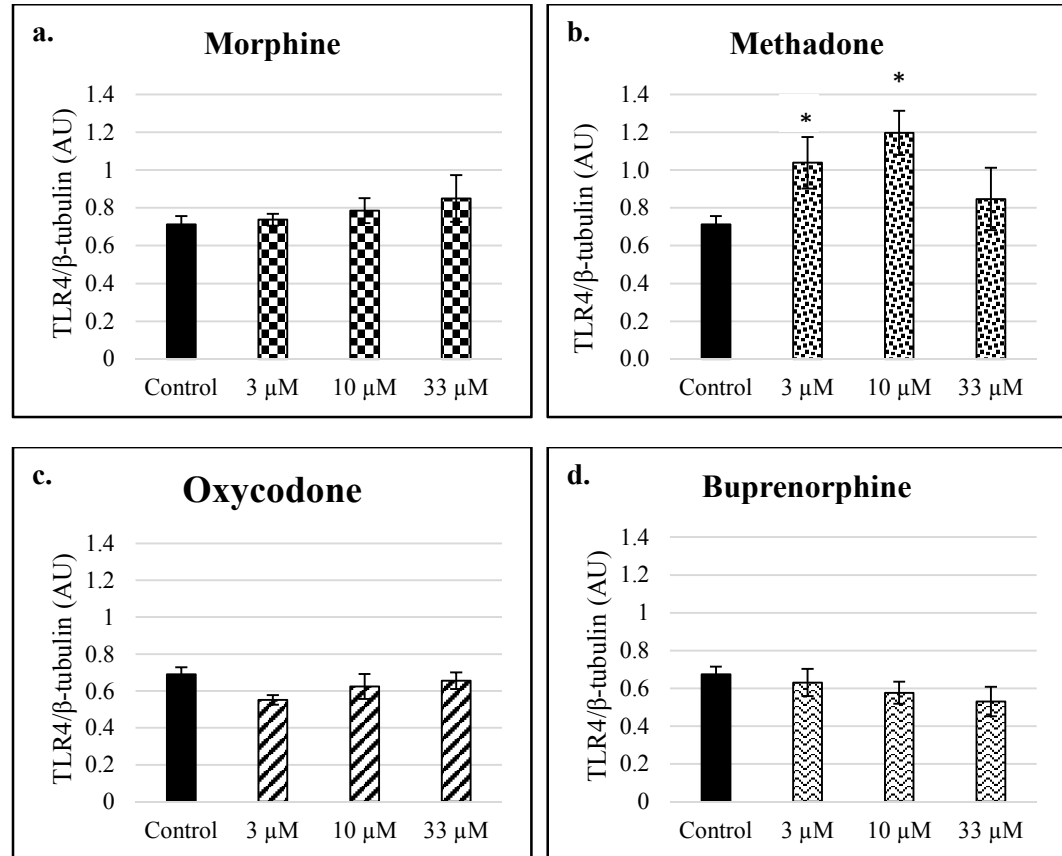 a.
Morphine
TLR4/β-tubulin (AU)
1.4
1.2
1
0.8
0.6
0.4
0.2
0
Control 3 µM 10 µM 33 µM
b.
Methadone
TLR4/β-tubulin (AU)
1.4
1.2
1.0
0.8
0.6
0.4
0.2
0.0
* *
Control 3 µM 10 µM 33 µM
c.
Oxycodone
TLR4/β-tubulin (AU)
1.4
1.2
1
0.8
0.6
0.4
0.2
0
Control 3 µM 10 µM 33 µM
d.
Buprenorphine
TLR4/β-tubulin (AU)
1.4
1.2
1
0.8
0.6
0.4
0.2
0
Control 3 µM 10 µM 33 µM